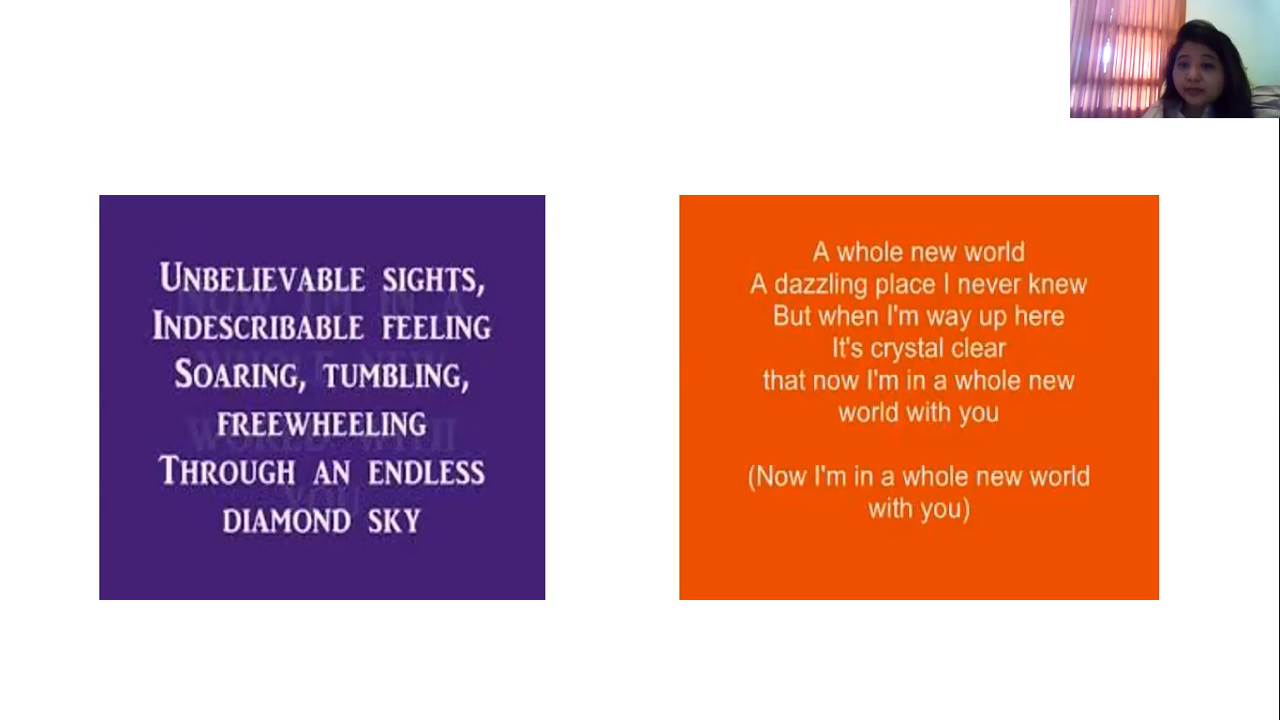 UNBELIEVABLE SIGHTS,
INDESCRIBABLE FEELING
SOARING, TUMBLING,
FREEWHEELING
THROUGH AN ENDLESS
DIAMOND SKY
A whole new world
A dazzling place I never knew
But when I'm way up here
It's crystal clear
that now I'm in a whole new
world with you
(Now I'm in a whole new world
with you)